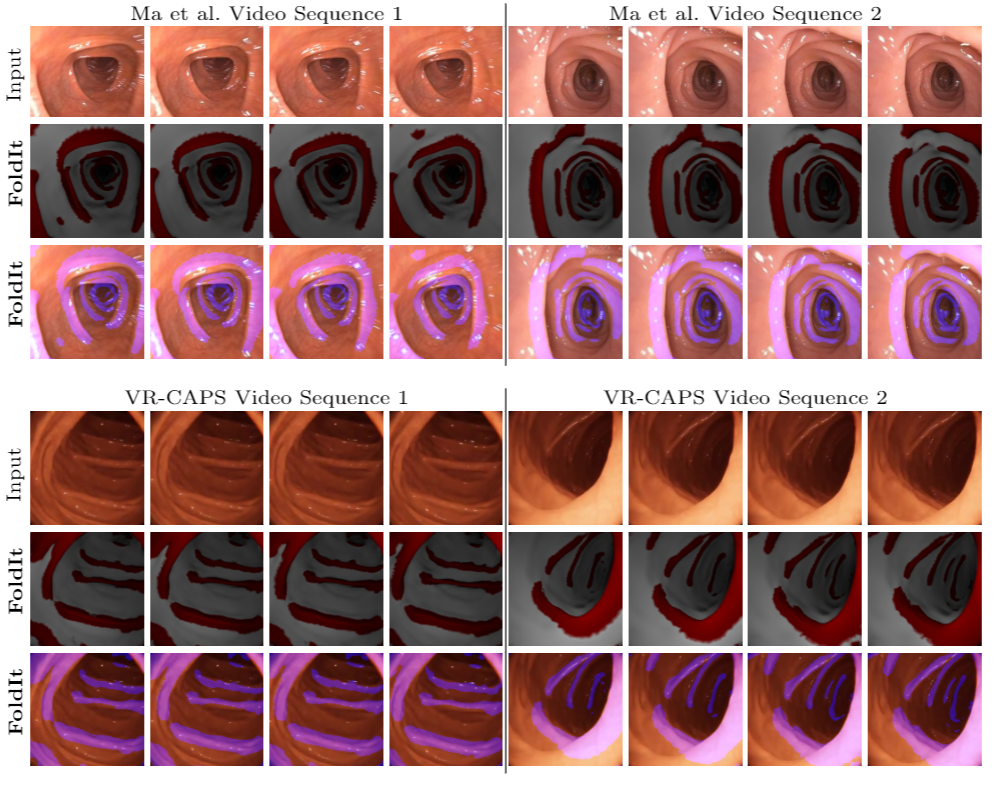 Ma et al. Video Sequence 1
Ma et al. Video Sequence 2
Input
FoldIt
FoldIt
VR-CAPS Video Sequence 1
VR-CAPS Video Sequence 2
Input
FoldIt
FoldIt